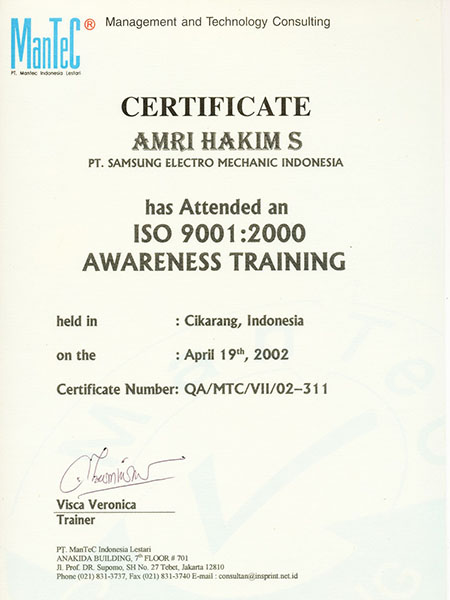 ManTeC® Management and Technology Consulting
PT. Mantec Indonesia Lestari
CERTIFICATE
AMRI HAKIM S
PT. SAMSUNG ELECTRO MECHANIC INDONESIA
has Attended an
ISO 9001:2000
AWARENESS TRAINING
held in : Cikarang, Indonesia
on the : April 19th, 2002
Certificate Number: QA/MTC/VII/02-311
Visca Veronica
Trainer
PT. ManTeC Indonesia Lestari
ANAKIDA BUILDING, 7th FLOOR # 701
Jl. Prof. DR. Supomo, SH No. 27 Tebet, Jakarta 12810
Phone (021) 831-3737, Fax (021) 831-3740 E-mail : consultan@insprint.net.id